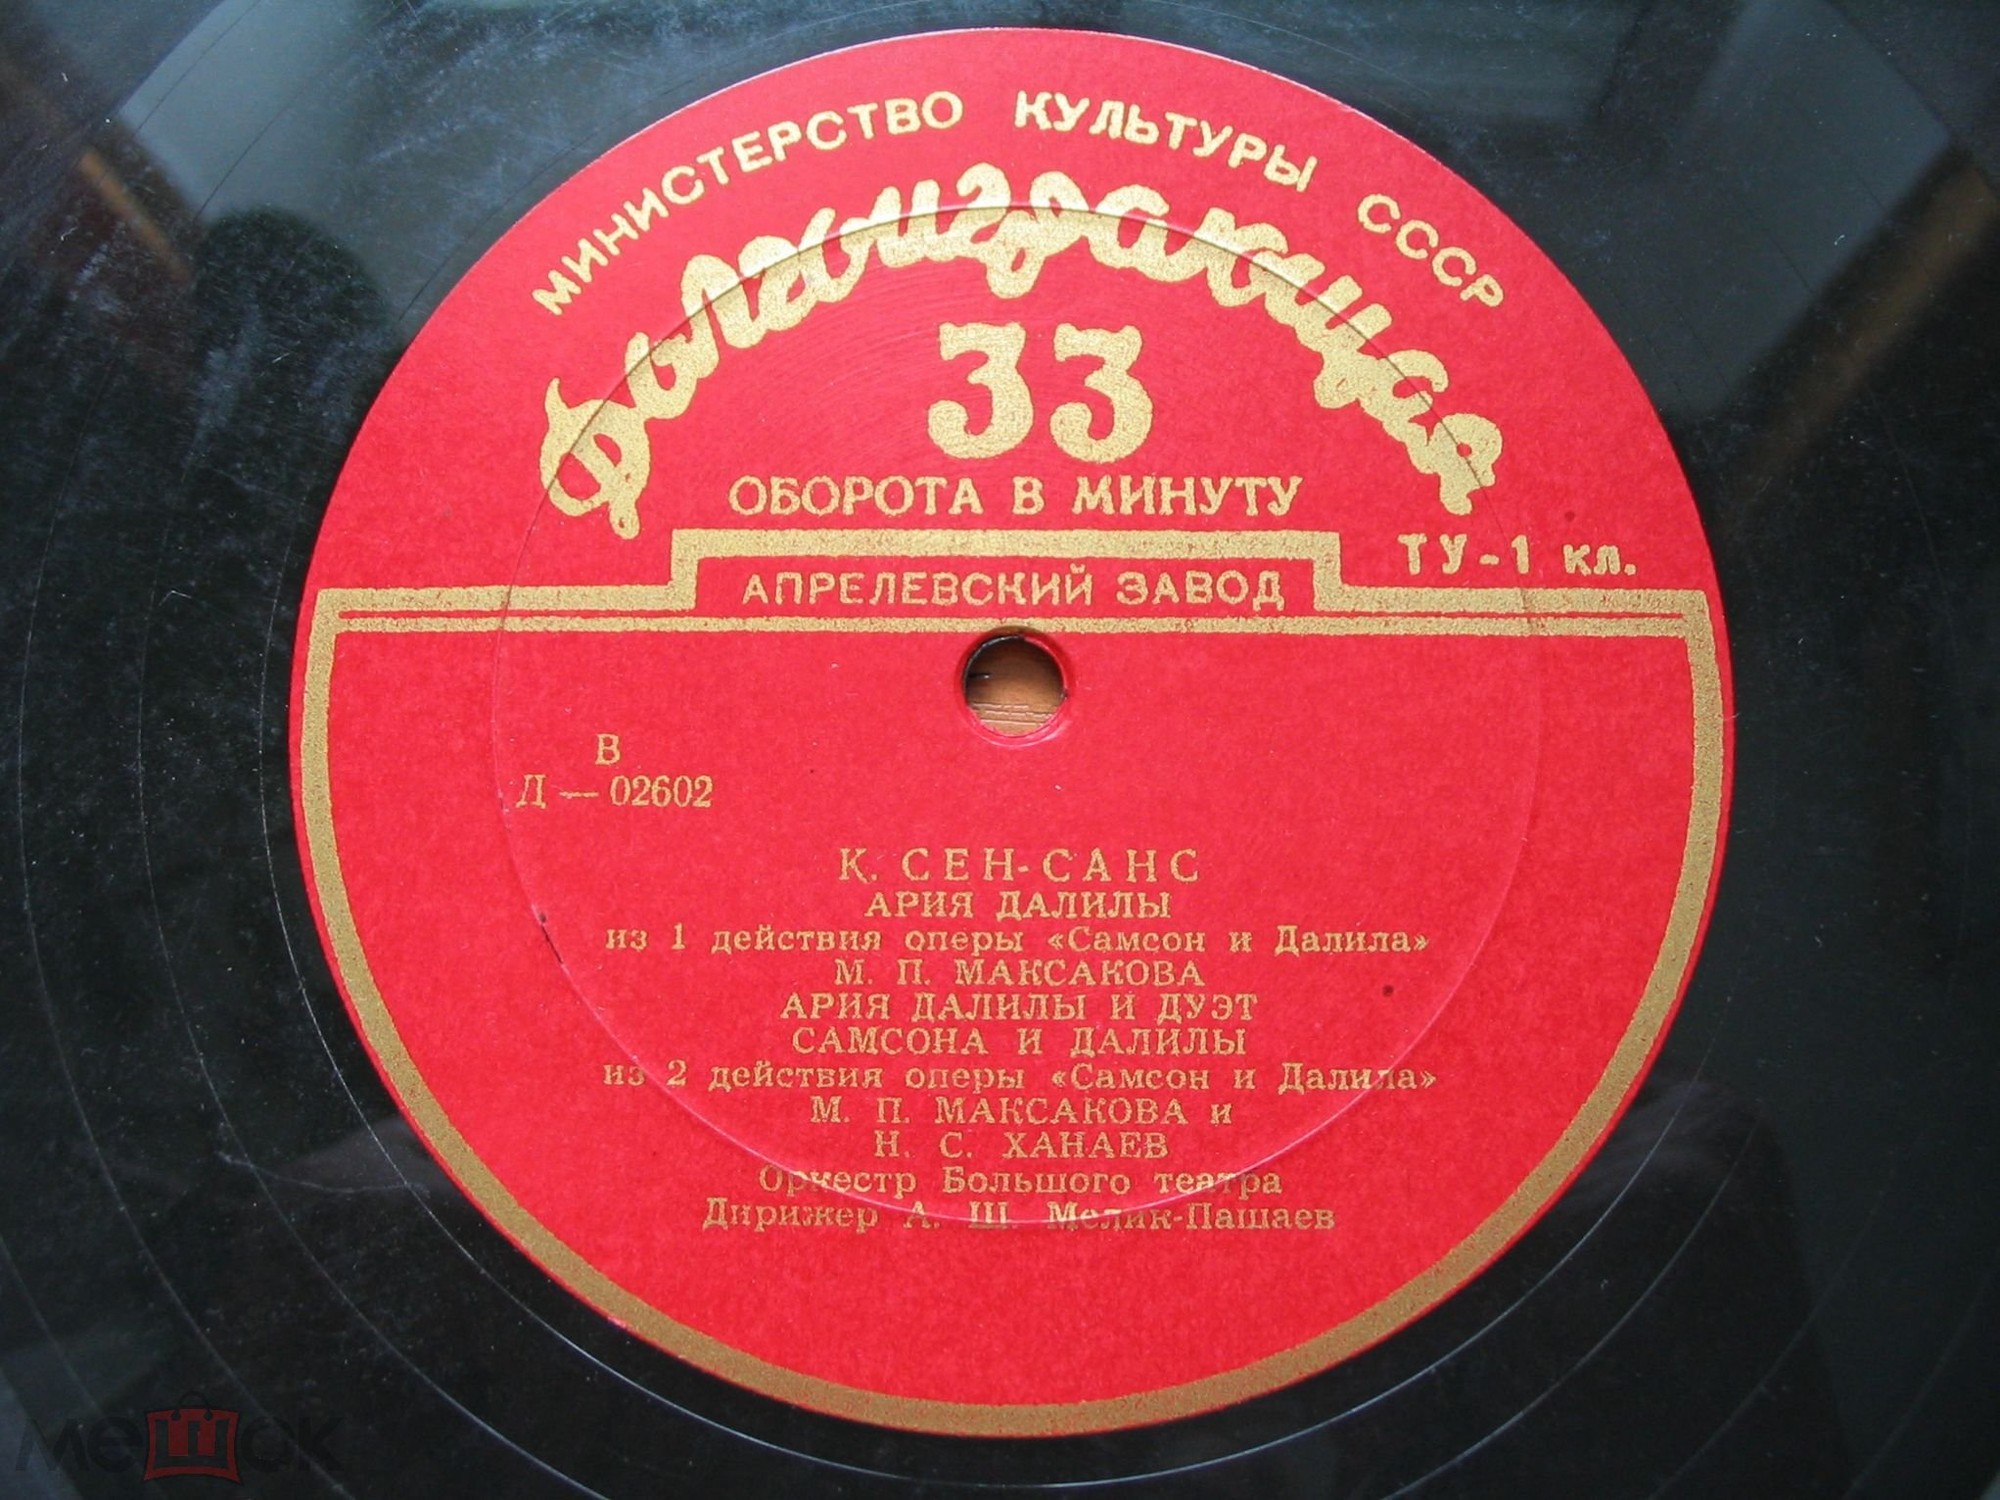 МИНИСТЕРСТВО КУЛЬТУРЫ СССР
Долгоиграющая
33
ОБОРОТА В МИНУТУ
ТУ-1 кл.
АПРЕЛЕВСКИЙ ЗАВОД
В
Д — 02602
К. СЕН-САНС
АРИЯ ДАЛИЛЫ
из 1 действия оперы «Самсон и Далила»
М. П. МАКСАКОВА
АРИЯ ДАЛИЛЫ И ДУЭТ
САМСОНА И ДАЛИЛЫ
из 2 действия оперы «Самсон и Далила»
М. П. МАКСАКОВА и
Н. С. ХАНАЕВ
Оркестр Большого театра
Дирижер А. Ш. Мелик-Пашаев
мешок